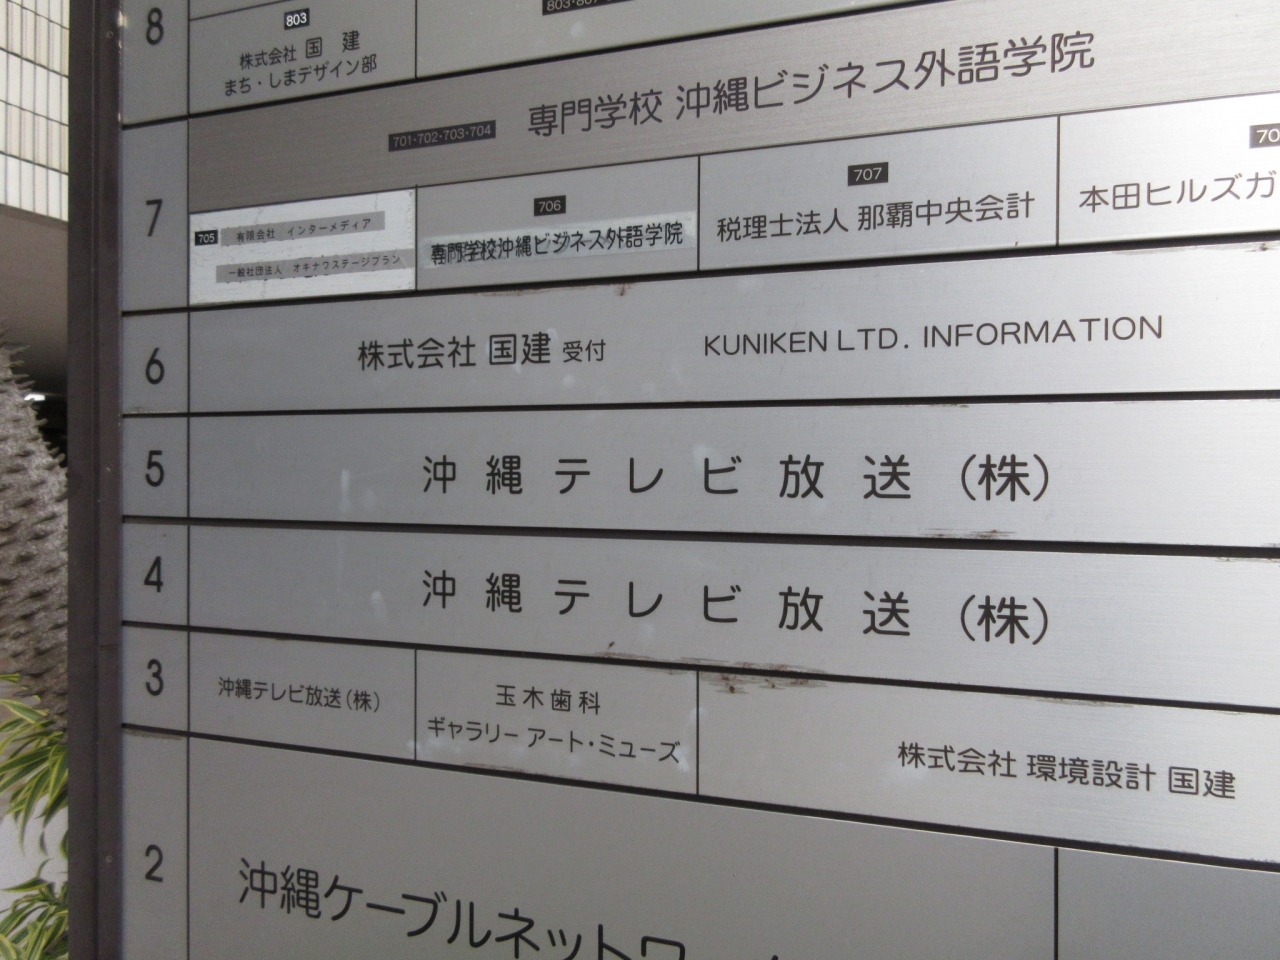 8
803
株式会社 国 建
まち・しまデザイン部
7
701・702・703・704
専門学校 沖縄ビジネス外語学院
705
有限会社 インターメディア
一般社団法人 オキナワステージプラン
706
専門学校沖縄ビジネス外語学院
707
税理士法人 那覇中央会計
70
本田ヒルズガ
6
株式会社 国建 受付 KUNIKEN LTD. INFORMATION
5
沖縄テレビ放送(株)
4
沖縄テレビ放送(株)
3
沖縄テレビ放送(株)
玉木歯科
ギャラリー アート・ミューズ
株式会社 環境設計 国建
2
沖縄ケーブルネットワ